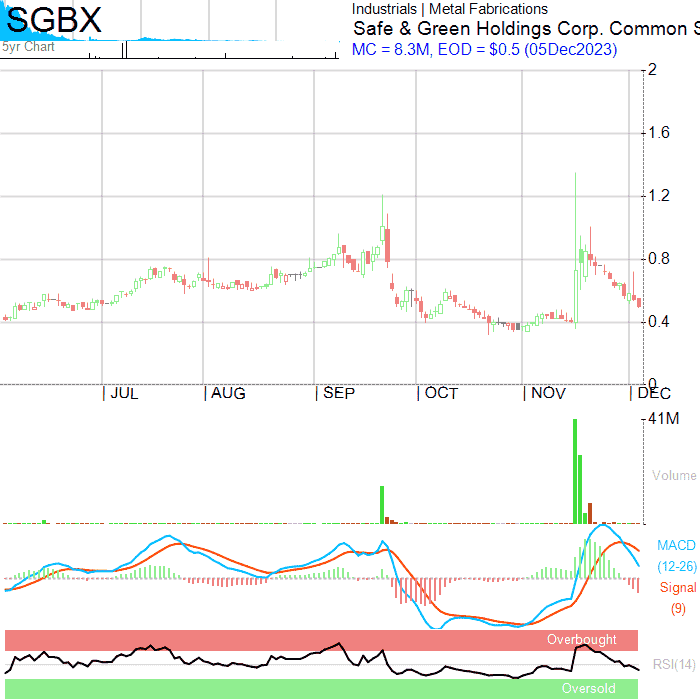 SGBX
5yr Chart
Industrials | Metal Fabrications
Safe & Green Holdings Corp. Common S
MC = 8.3M, EOD = $0.5 (05Dec2023)
2
1.6
1.2
0.8
0.4
0
JUL
AUG
SEP
OCT
NOV
DEC
41M
Volume
MACD
(12-26)
Signal
(9)
Overbought
RSI(14)
Oversold